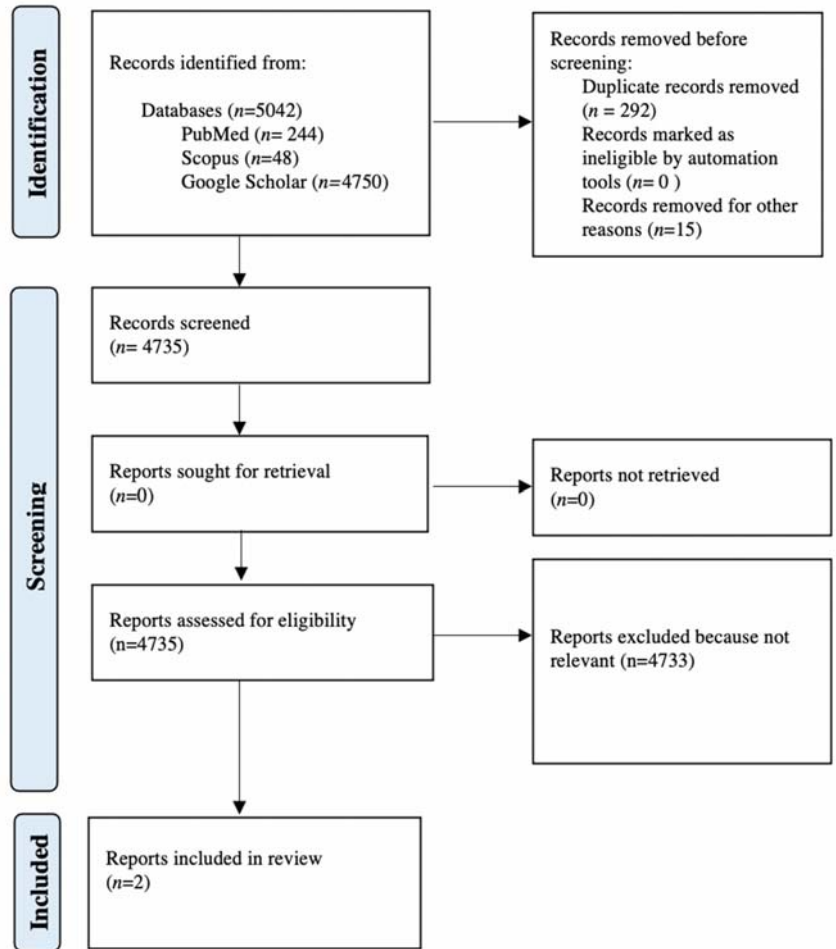 Identification
Records identified from:
Databases (n=5042)
PubMed (n= 244)
Scopus (n=48)
Google Scholar (n=4750)
Records removed before
screening:
Duplicate records removed
(n = 292)
Records marked as
ineligible by automation
tools (n= 0 )
Records removed for other
reasons (n=15)
Screening
Records screened
(n= 4735)
Reports sought for retrieval
(n=0)
Reports not retrieved
(n=0)
Reports assessed for eligibility
(n=4735)
Reports excluded because not
relevant (n=4733)
Included
Reports included in review
(n=2)